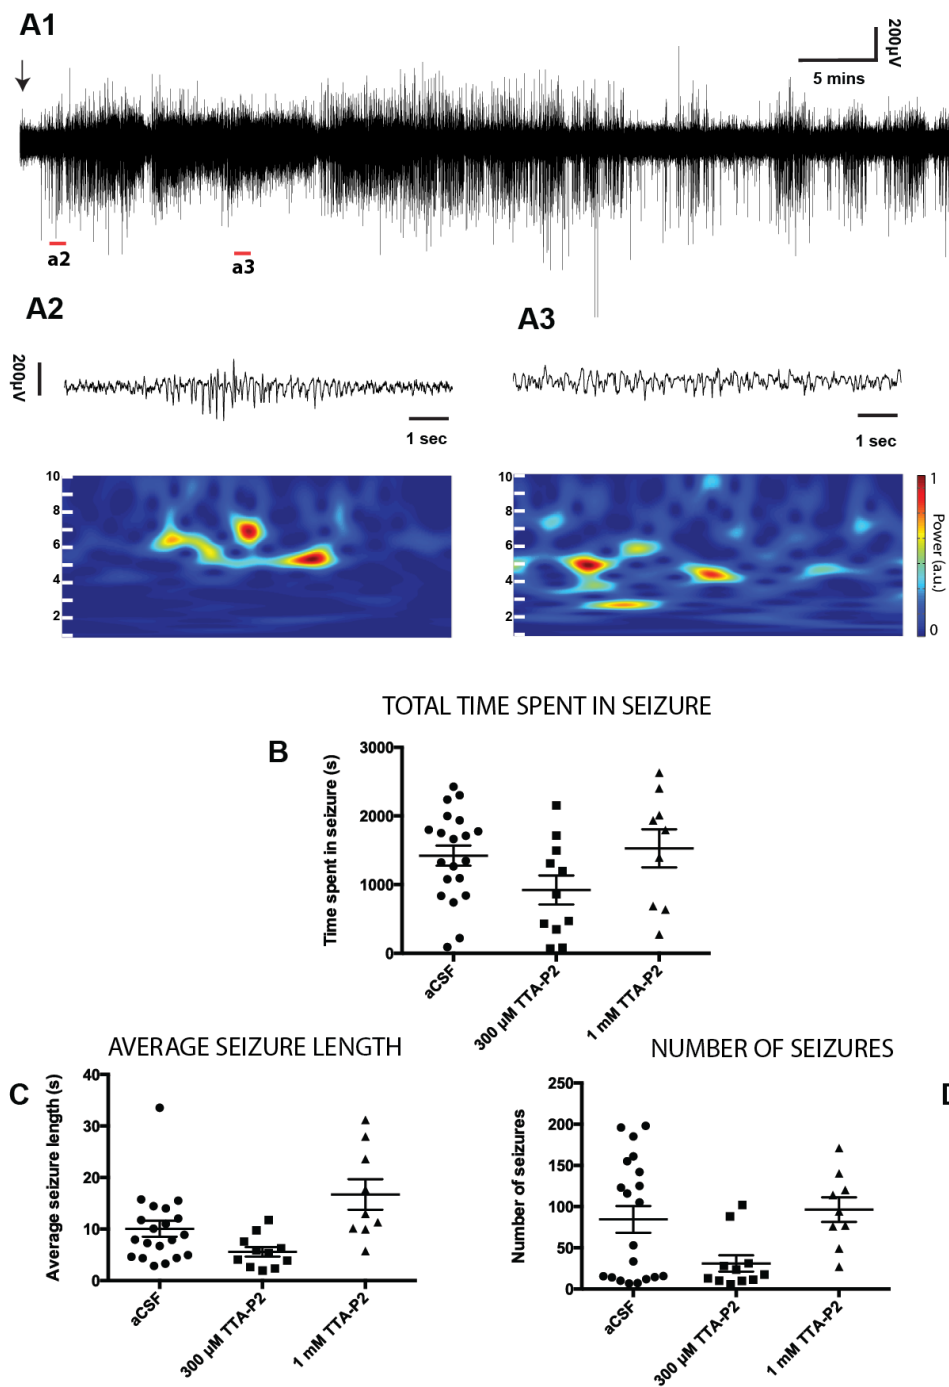 A1
200µV
5 mins
a2
a3
A2
A3
200µV
1 sec
1 sec
10
8
6
4
2
10
8
6
4
2
1
Power (a.u.)
0
TOTAL TIME SPENT IN SEIZURE
B
Time spent in seizure (s)
3000
2000
1000
0
aCSF
300 µM TTA-P2
1 mM TTA-P2
AVERAGE SEIZURE LENGTH
C
Average seizure length (s)
40
30
20
10
0
aCSF
300 µM TTA-P2
1 mM TTA-P2
NUMBER OF SEIZURES
Number of seizures
250
200
150
100
50
0
aCSF
300 µM TTA-P2
1 mM TTA-P2